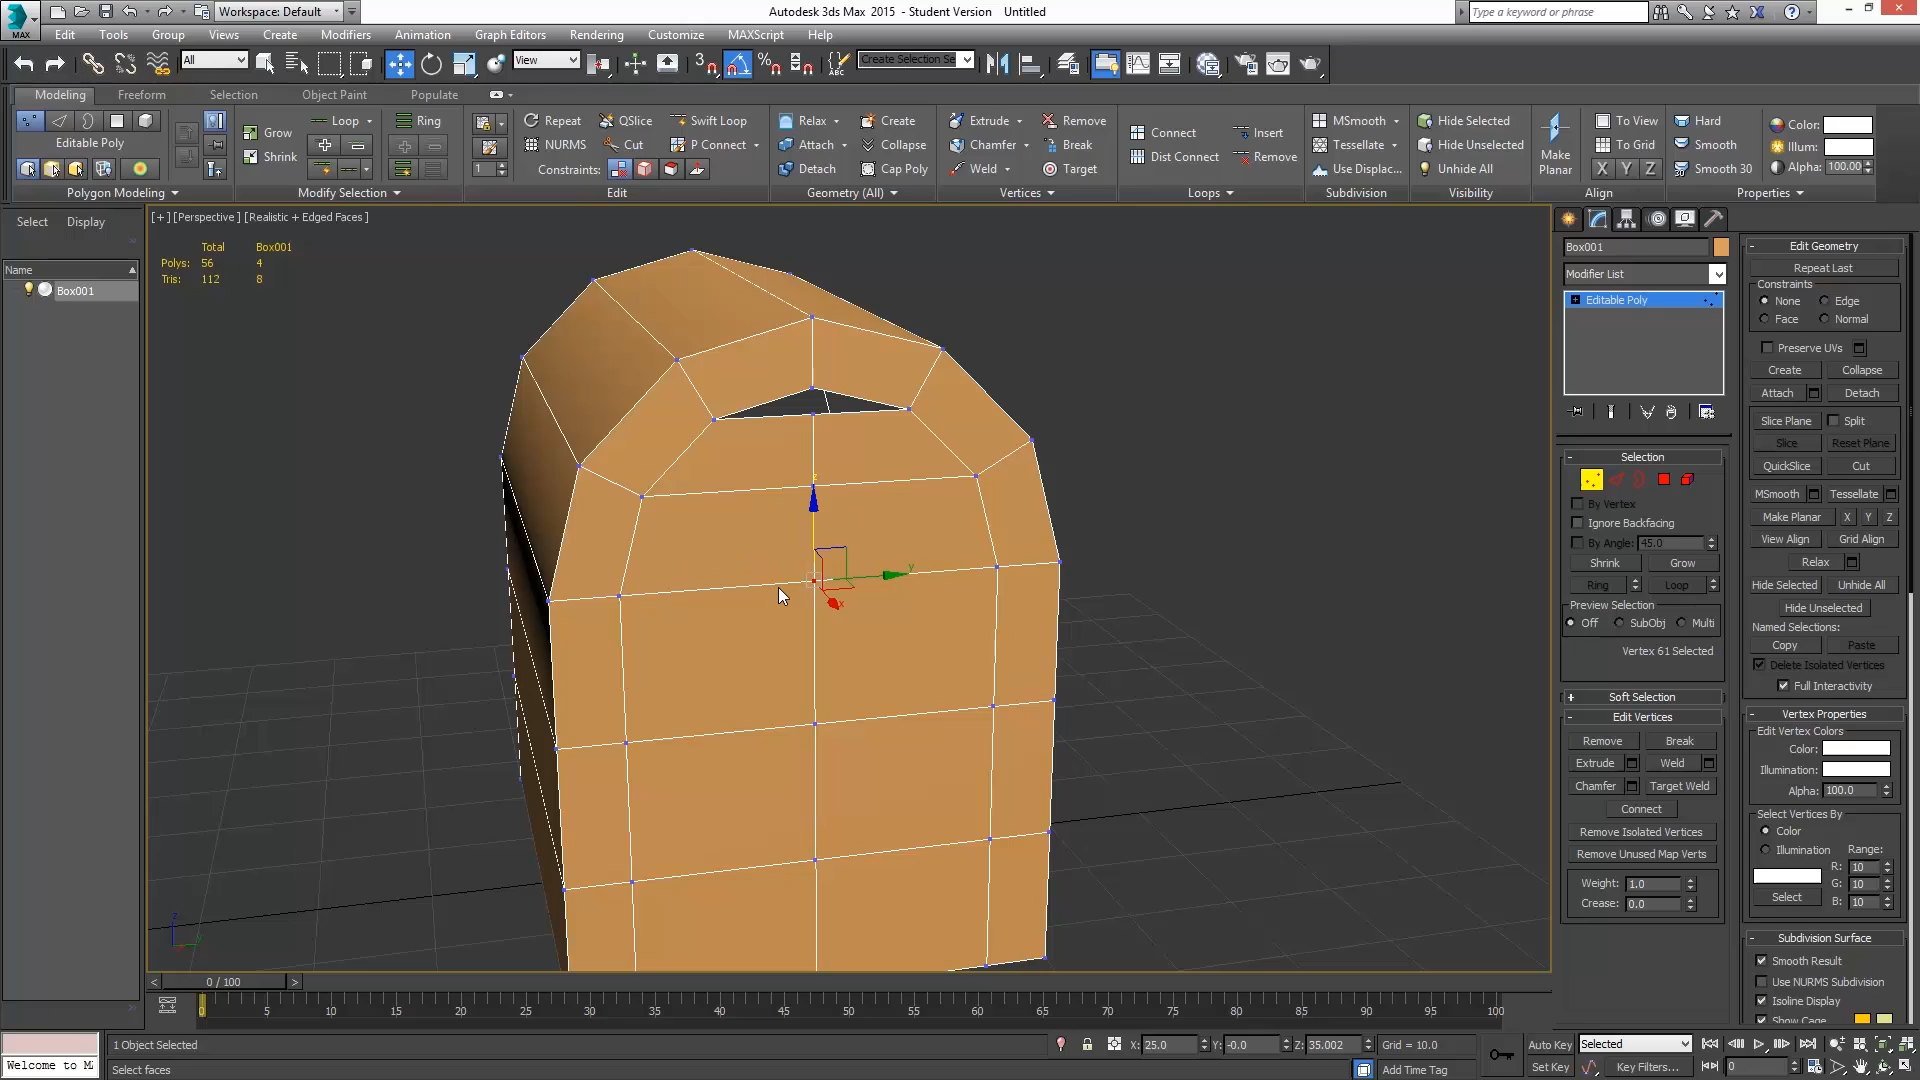 Workspace: Default
Autodesk 3ds Max 2015 - Student Version Untitled
Type a keyword or phrase
MAX
Edit Tools Group Views Create Modifiers Animation Graph Editors Rendering Customize MAXScript Help
All View Create Selection Se
Modeling Freeform Selection Object Paint Populate
Loop Ring Repeat QSlice Swift Loop Relax Create Extrude Remove MSmooth Hide Selected To View Hard Color:
Grow Connect Insert
Editable Poly NURMS Cut P Connect Attach Collapse Chamfer Break Tessellate Hide Unselected Make Planar To Grid Smooth Illum:
Shrink Dist Connect Remove
Constraints: 1 Detach Cap Poly Weld Target Use Displac... Unhide All X Y Z Smooth 30 Alpha: 100.00
Polygon Modeling Modify Selection Edit Geometry (All) Vertices Loops Subdivision Visibility Align Properties
Select Display
Name
Box001
[+] [Perspective] [Realistic + Edged Faces]
Total Box001
Polys: 56 4
Tris: 112 8
z
y
x
Box001
Modifier List
Editable Poly
Selection
By Vertex
Ignore Backfacing
By Angle: 45.0
Shrink Grow
Ring Loop
Preview Selection
Off SubObj Multi
Vertex 61 Selected
Soft Selection
Edit Vertices
Remove Break
Extrude Weld
Chamfer Target Weld
Connect
Remove Isolated Vertices
Remove Unused Map Verts
Weight: 1.0
Crease: 0.0
Edit Geometry
Repeat Last
Constraints
None Edge
Face Normal
Preserve UVs
Create Collapse
Attach Detach
Slice Plane Split
Slice Reset Plane
QuickSlice Cut
MSmooth Tessellate
Make Planar X Y Z
View Align Grid Align
Relax
Hide Selected Unhide All
Hide Unselected
Named Selections:
Copy Paste
Delete Isolated Vertices
Full Interactivity
Vertex Properties
Edit Vertex Colors
Color:
Illumination:
Alpha: 100.0
Select Vertices By
Color
Illumination Range:
R: 10
G: 10
Select B: 10
Subdivision Surface
Smooth Result
Use NURMS Subdivision
Isoline Display
Show Cage
0 / 100
0 5 10 15 20 25 30 35 40 45 50 55 60 65 70 75 80 85 90 95 100
1 Object Selected X: 25.0 Y: -0.0 Z: 35.002 Grid = 10.0 Auto Key Selected
Welcome to M
Select faces Add Time Tag Set Key Key Filters... 0